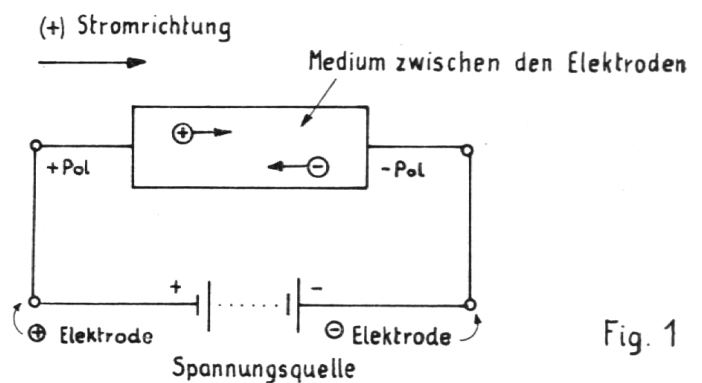 (+) Stromrichtung
Medium zwischen den Elektroden
+ -
+Pol -Pol
+ -
⊕ Elektrode ⊖ Elektrode
Spannungsquelle
Fig. 1